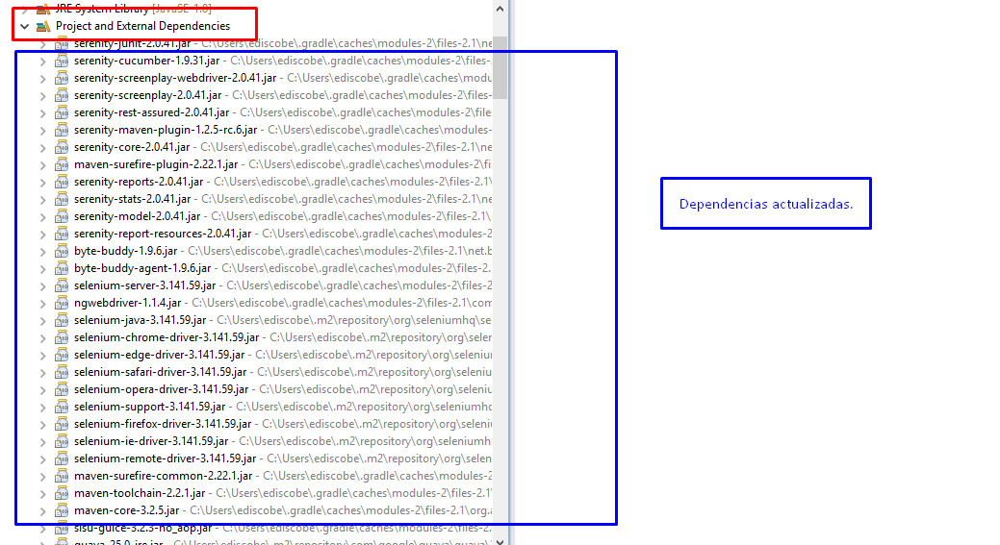 JRE System Library [JavaSE-1.8]
Project and External Dependencies
serenity-junit-2.0.41.jar - C:\Users\ediscobe\.gradle\caches\modules-2\files-2.1\ne
serenity-cucumber-1.9.31.jar - C:\Users\ediscobe\.gradle\caches\modules-2\files-
serenity-screenplay-webdriver-2.0.41.jar - C:\Users\ediscobe\.gradle\caches\modu
serenity-screenplay-2.0.41.jar - C:\Users\ediscobe\.gradle\caches\modules-2\files
serenity-rest-assured-2.0.41.jar - C:\Users\ediscobe\.gradle\caches\modules-2\file
serenity-maven-plugin-1.2.5-rc.6.jar - C:\Users\ediscobe\.gradle\caches\modules-
serenity-core-2.0.41.jar - C:\Users\ediscobe\.gradle\caches\modules-2\files-2.1\ne
maven-surefire-plugin-2.22.1.jar - C:\Users\ediscobe\.gradle\caches\modules-2\fi
serenity-reports-2.0.41.jar - C:\Users\ediscobe\.gradle\caches\modules-2\files-2.1\
serenity-stats-2.0.41.jar - C:\Users\ediscobe\.gradle\caches\modules-2\files-2.1\ne
serenity-model-2.0.41.jar - C:\Users\ediscobe\.gradle\caches\modules-2\files-2.1\
serenity-report-resources-2.0.41.jar - C:\Users\ediscobe\.gradle\caches\modules-2
byte-buddy-1.9.6.jar - C:\Users\ediscobe\.gradle\caches\modules-2\files-2.1\net.b
byte-buddy-agent-1.9.6.jar - C:\Users\ediscobe\.gradle\caches\modules-2\files-2.
selenium-server-3.141.59.jar - C:\Users\ediscobe\.gradle\caches\modules-2\files-2
ngwebdriver-1.1.4.jar - C:\Users\ediscobe\.gradle\caches\modules-2\files-2.1\com
selenium-java-3.141.59.jar - C:\Users\ediscobe\.m2\repository\org\seleniumhq\se
selenium-chrome-driver-3.141.59.jar - C:\Users\ediscobe\.m2\repository\org\selen
selenium-edge-driver-3.141.59.jar - C:\Users\ediscobe\.m2\repository\org\seleniu
selenium-safari-driver-3.141.59.jar - C:\Users\ediscobe\.m2\repository\org\seleniu
selenium-opera-driver-3.141.59.jar - C:\Users\ediscobe\.m2\repository\org\seleni
selenium-support-3.141.59.jar - C:\Users\ediscobe\.m2\repository\org\seleniumhc
selenium-firefox-driver-3.141.59.jar - C:\Users\ediscobe\.m2\repository\org\seleni
selenium-ie-driver-3.141.59.jar - C:\Users\ediscobe\.m2\repository\org\seleniumh
selenium-remote-driver-3.141.59.jar - C:\Users\ediscobe\.m2\repository\org\selen
maven-surefire-common-2.22.1.jar - C:\Users\ediscobe\.gradle\caches\modules-2
maven-toolchain-2.2.1.jar - C:\Users\ediscobe\.gradle\caches\modules-2\files-2.1\
maven-core-3.2.5.jar - C:\Users\ediscobe\.gradle\caches\modules-2\files-2.1\org.a
sisu-guice-3.2.3-no_aop.jar - C:\Users\ediscobe\.gradle\caches\modules-2\files-2.
guava-25.0-jre.jar - C:\Users\ediscobe\.m2\repository\com\google\guava\guava\
Dependencias actualizadas.